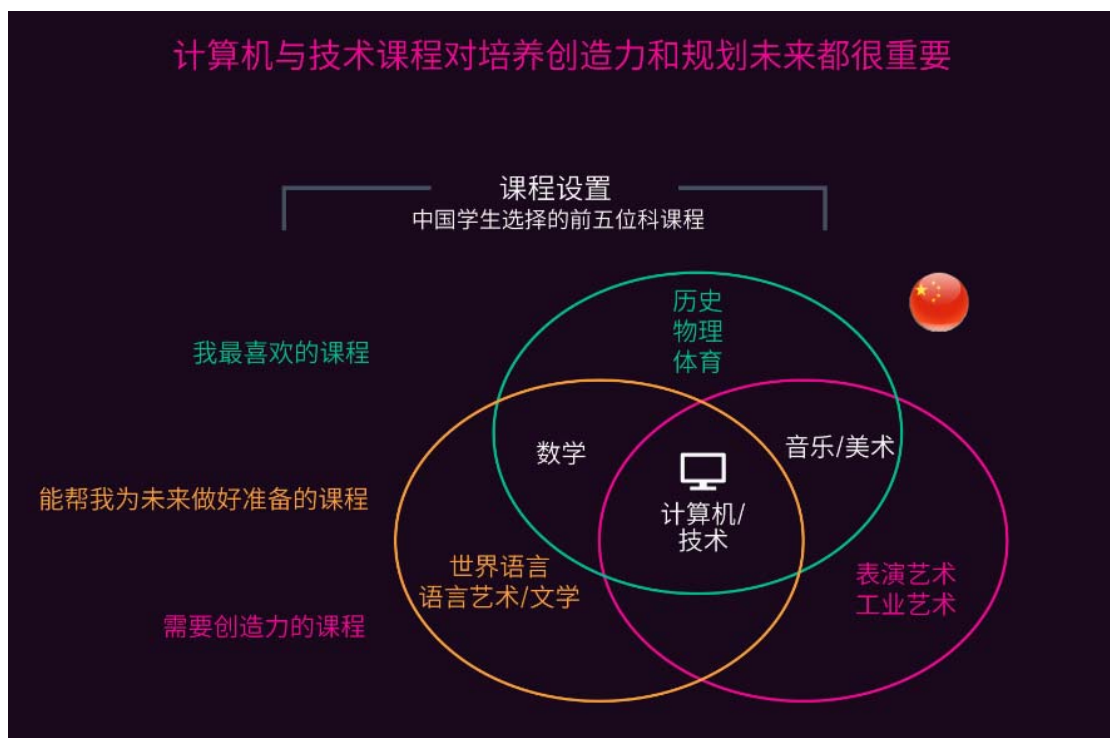 计算机与技术课程对培养创造力和规划未来都很重要
课程设置
中国学生选择的前五位科课程
历史
物理
体育
我最喜欢的课程
数学
音乐/美术
能帮我为未来做好准备的课程
计算机/
技术
世界语言
语言艺术/文学
表演艺术
工业艺术
需要创造力的课程